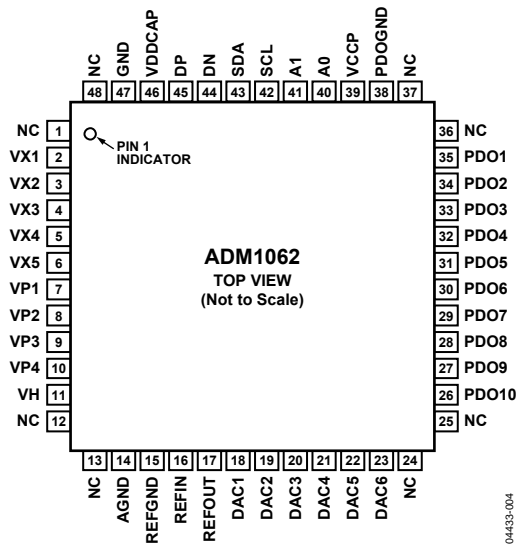 NC
GND
VDDCAP
DP
DN
SDA
SCL
A1
A0
VCCP
PDOGND
NC
48 47 46 45 44 43 42 41 40 39 38 37
NC 1
VX1 2
VX2 3
VX3 4
VX4 5
VX5 6
VP1 7
VP2 8
VP3 9
VP4 10
VH 11
NC 12
PIN 1
INDICATOR
ADM1062
TOP VIEW
(Not to Scale)
36 NC
35 PDO1
34 PDO2
33 PDO3
32 PDO4
31 PDO5
30 PDO6
29 PDO7
28 PDO8
27 PDO9
26 PDO10
25 NC
13 14 15 16 17 18 19 20 21 22 23 24
NC
AGND
REFGND
REFIN
REFOUT
DAC1
DAC2
DAC3
DAC4
DAC5
DAC6
NC
04433-004